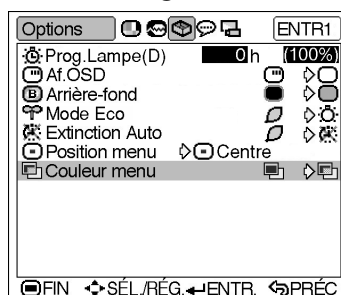 Options ENTR1
Prog.Lampe(D) 0 h (100%)
Af.OSD
B Arrière-fond
Mode Eco
Extinction Auto
Position menu Centre
Couleur menu
FIN SÉL./RÉG. ENTR. PRÉC